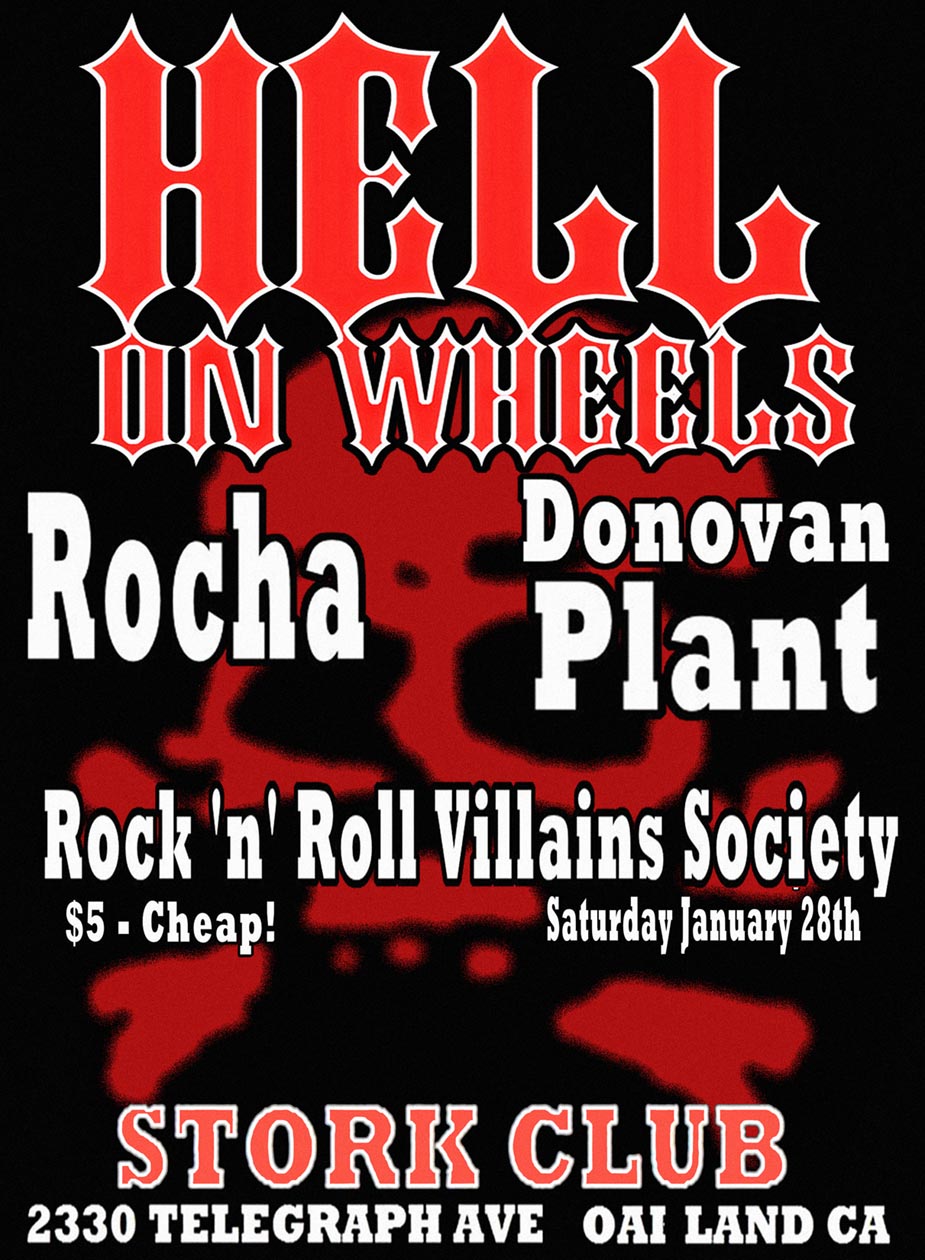 HELL
ON WHEELS
Rocha
Donovan
Plant
Rock 'n' Roll Villains Society
$5 - Cheap!
Saturday January 28th
STORK CLUB
2330 TELEGRAPH AVE OAI LAND CA